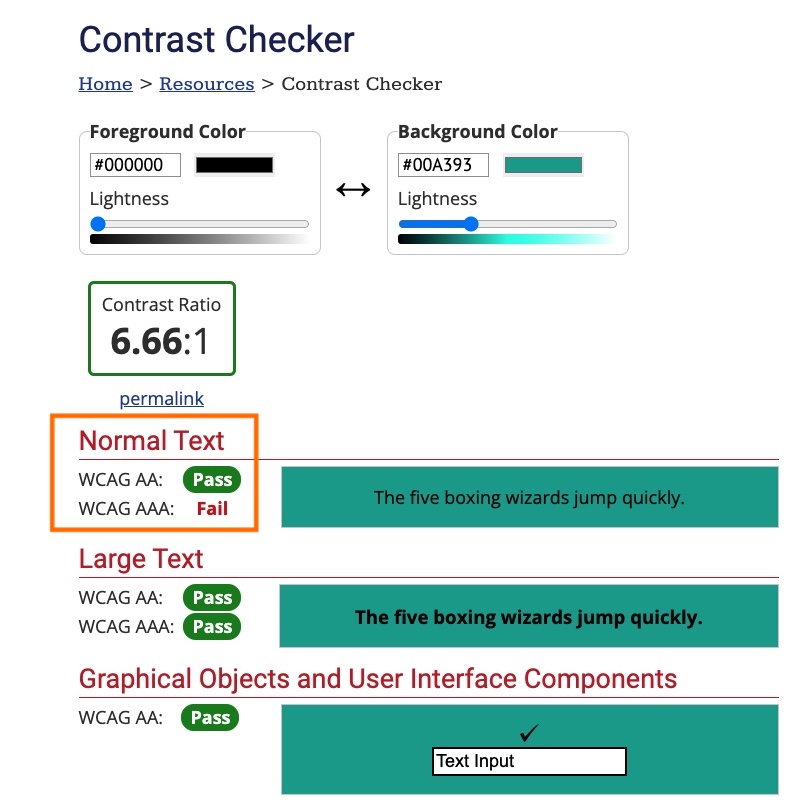 Contrast Checker
Home > Resources > Contrast Checker
Foreground Color
#000000
Lightness
Background Color
#00A393
Lightness
Contrast Ratio
6.66:1
permalink
Normal Text
WCAG AA: Pass
WCAG AAA: Fail
The five boxing wizards jump quickly.
Large Text
WCAG AA: Pass
WCAG AAA: Pass
The five boxing wizards jump quickly.
Graphical Objects and User Interface Components
WCAG AA: Pass
Text Input